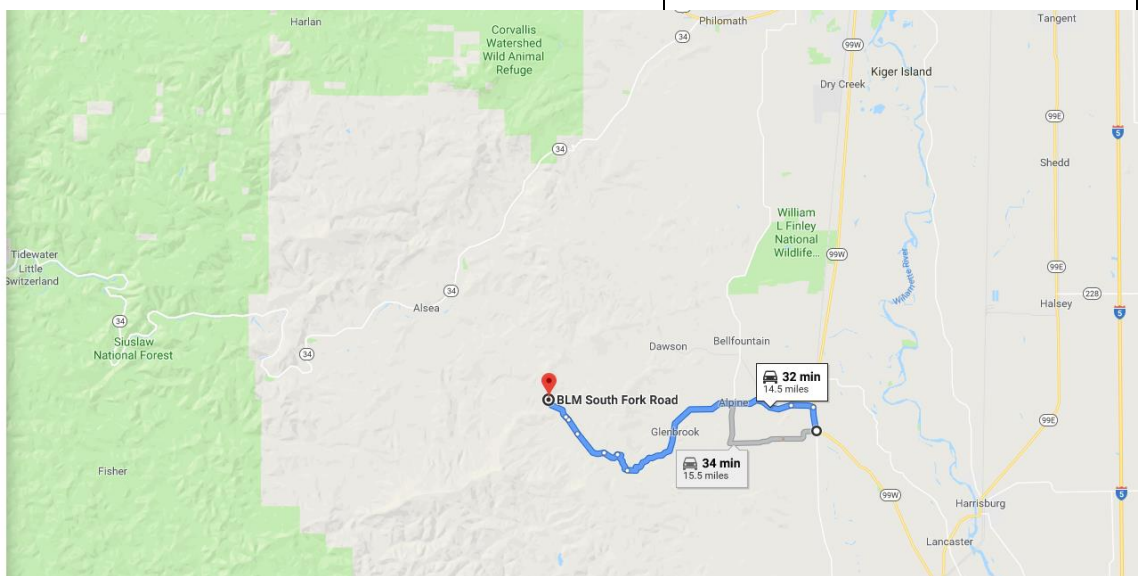 Harlan
Philomath
Tangent
34
Corvallis
Watershed
Wild Animal
Refuge
99W
Kiger Island
Dry Creek
99E
5
34
Shedd
William
L Finley
National
Wildlife...
99W
Willamette River
Tidewater
Little
Switzerland
99E
34
228
Halsey
5
Alsea
34
Siuslaw
National Forest
34
Dawson
Bellfountain
32 min
14.5 miles
BLM South Fork Road
Alpine
99E
Glenbrook
34 min
15.5 miles
Fisher
99W
5
Harrisburg
Lancaster